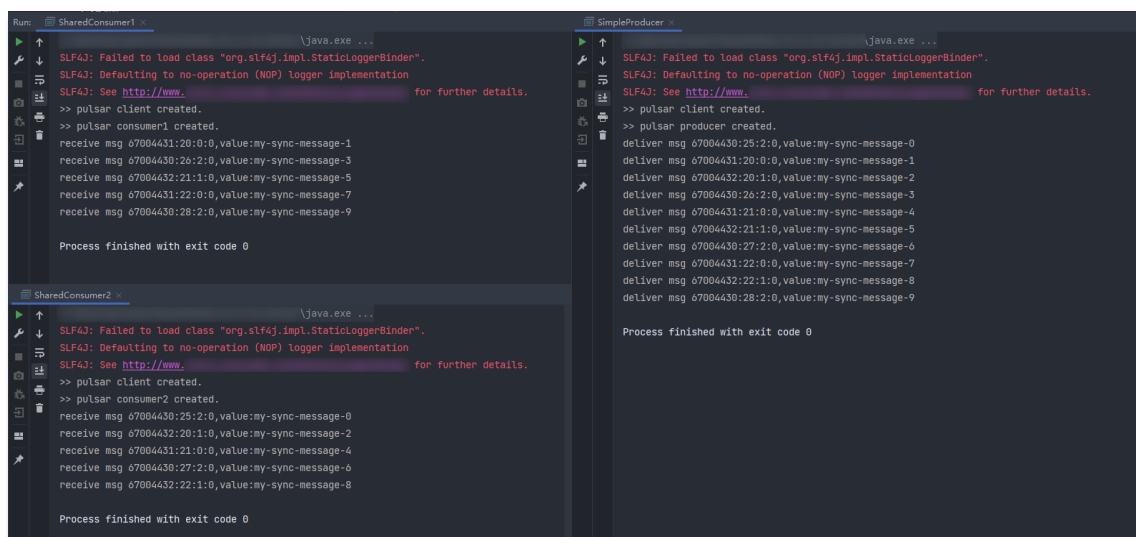 Run: SharedConsumer1 ×
\java.exe ...
SLF4J: Failed to load class "org.slf4j.impl.StaticLoggerBinder".
SLF4J: Defaulting to no-operation (NOP) logger implementation
SLF4J: See http://www. for further details.
>> pulsar client created.
>> pulsar consumer1 created.
receive msg 67004431:20:0:0,value:my-sync-message-1
receive msg 67004430:26:2:0,value:my-sync-message-3
receive msg 67004432:21:1:0,value:my-sync-message-5
receive msg 67004431:22:0:0,value:my-sync-message-7
receive msg 67004430:28:2:0,value:my-sync-message-9
Process finished with exit code 0
SharedConsumer2 ×
\java.exe ...
SLF4J: Failed to load class "org.slf4j.impl.StaticLoggerBinder".
SLF4J: Defaulting to no-operation (NOP) logger implementation
SLF4J: See http://www. for further details.
>> pulsar client created.
>> pulsar consumer2 created.
receive msg 67004430:25:2:0,value:my-sync-message-0
receive msg 67004432:20:1:0,value:my-sync-message-2
receive msg 67004431:21:0:0,value:my-sync-message-4
receive msg 67004430:27:2:0,value:my-sync-message-6
receive msg 67004432:22:1:0,value:my-sync-message-8
Process finished with exit code 0
SimpleProducer ×
\java.exe ...
SLF4J: Failed to load class "org.slf4j.impl.StaticLoggerBinder".
SLF4J: Defaulting to no-operation (NOP) logger implementation
SLF4J: See http://www. for further details.
>> pulsar client created.
>> pulsar producer created.
deliver msg 67004430:25:2:0,value:my-sync-message-0
deliver msg 67004431:20:0:0,value:my-sync-message-1
deliver msg 67004432:20:1:0,value:my-sync-message-2
deliver msg 67004430:26:2:0,value:my-sync-message-3
deliver msg 67004431:21:0:0,value:my-sync-message-4
deliver msg 67004432:21:1:0,value:my-sync-message-5
deliver msg 67004430:27:2:0,value:my-sync-message-6
deliver msg 67004431:22:0:0,value:my-sync-message-7
deliver msg 67004432:22:1:0,value:my-sync-message-8
deliver msg 67004430:28:2:0,value:my-sync-message-9
Process finished with exit code 0